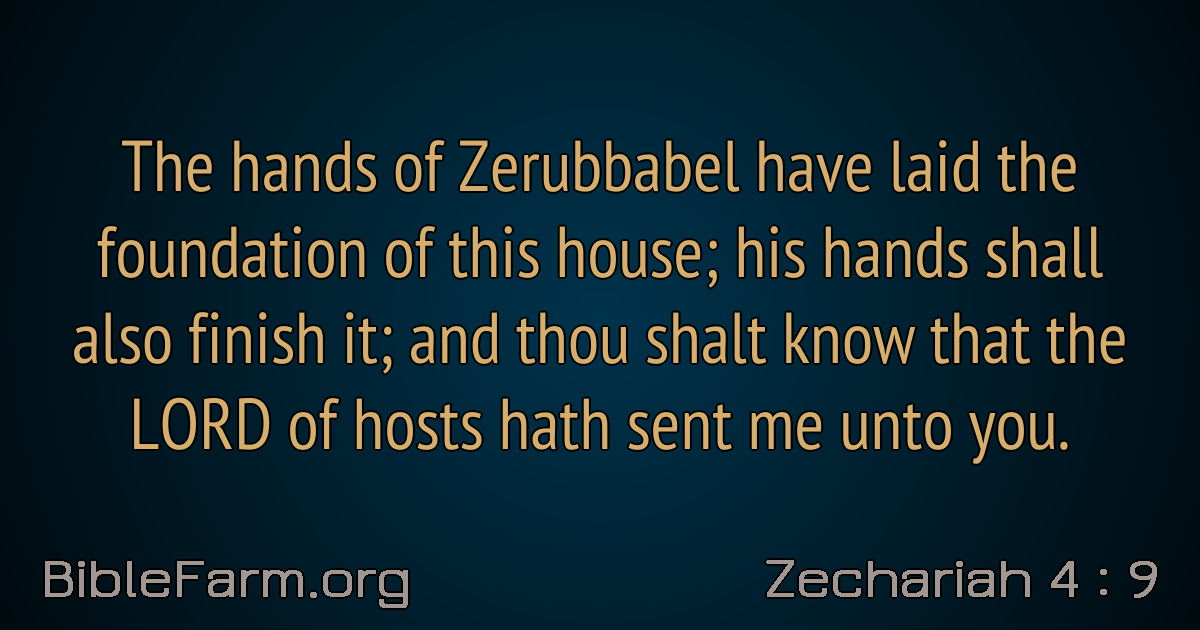 The hands of Zerubbabel have laid the
foundation of this house; his hands shall
also finish it; and thou shalt know that the
LORD of hosts hath sent me unto you.
BibleFarm.org
Zechariah 4 : 9